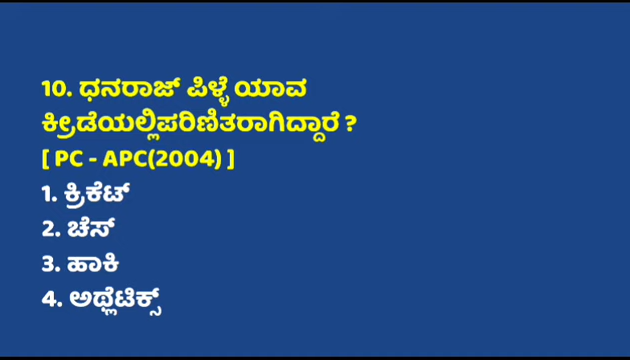 10. ಧನರಾಜ್ ಪಿಳ್ಳೆ ಯಾವ
ಕ್ರೀಡೆಯಲ್ಲಿಪರಿಣಿತರಾಗಿದ್ದಾರೆ ?
[ PC - APC(2004) ]
1. ಕ್ರಿಕೆಟ್
2. ಚೆಸ್
3. ಹಾಕಿ
4. ಅಥ್ಲೆಟಿಕ್ಸ್